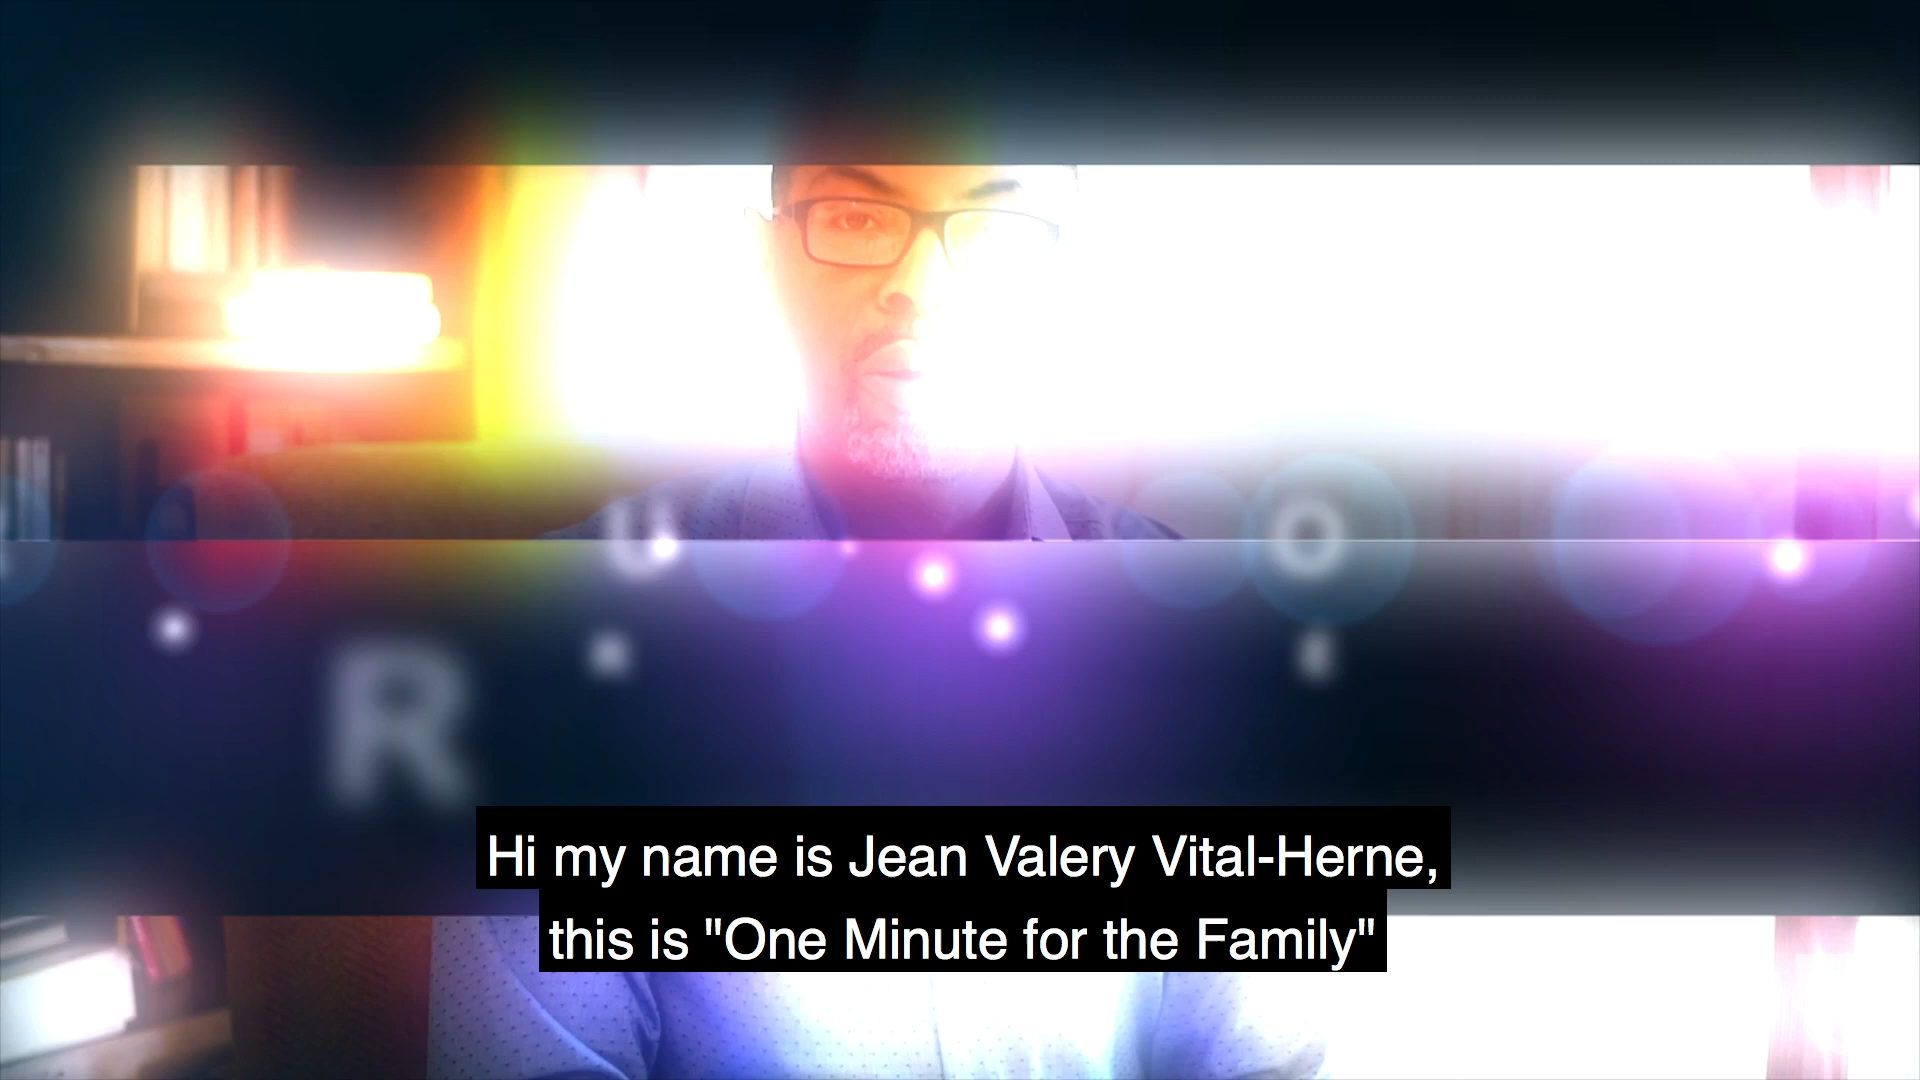 U
O
R
Hi my name is Jean Valery Vital-Herne,
this is "One Minute for the Family"